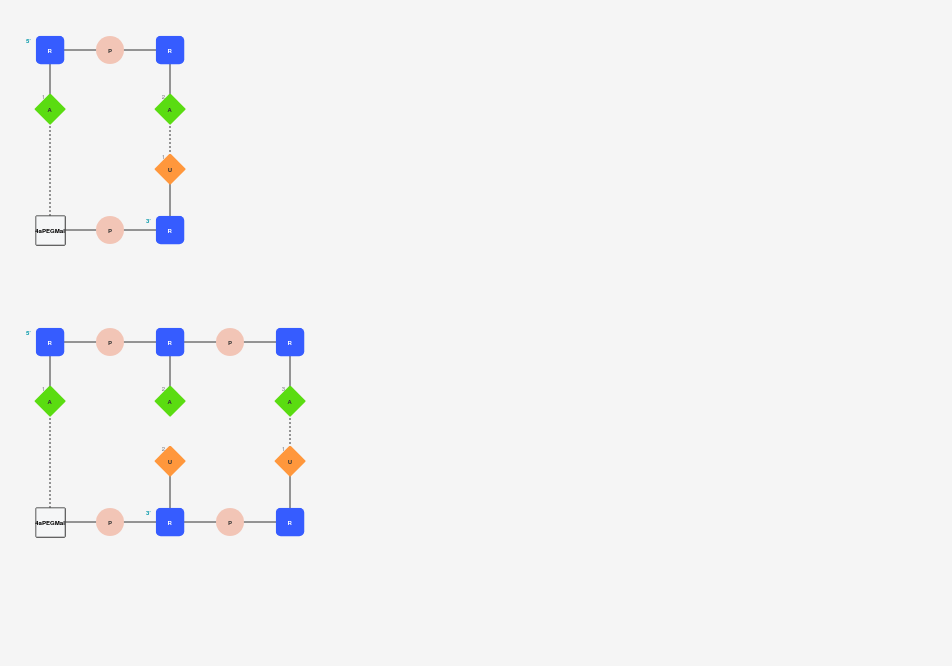 5' R P R
1 A 2 A
1 U
3'
4aPEGMal P R
5' R P R P R
1 A 2 A 3 A
2 U 1 U
3'
4aPEGMal P R P R